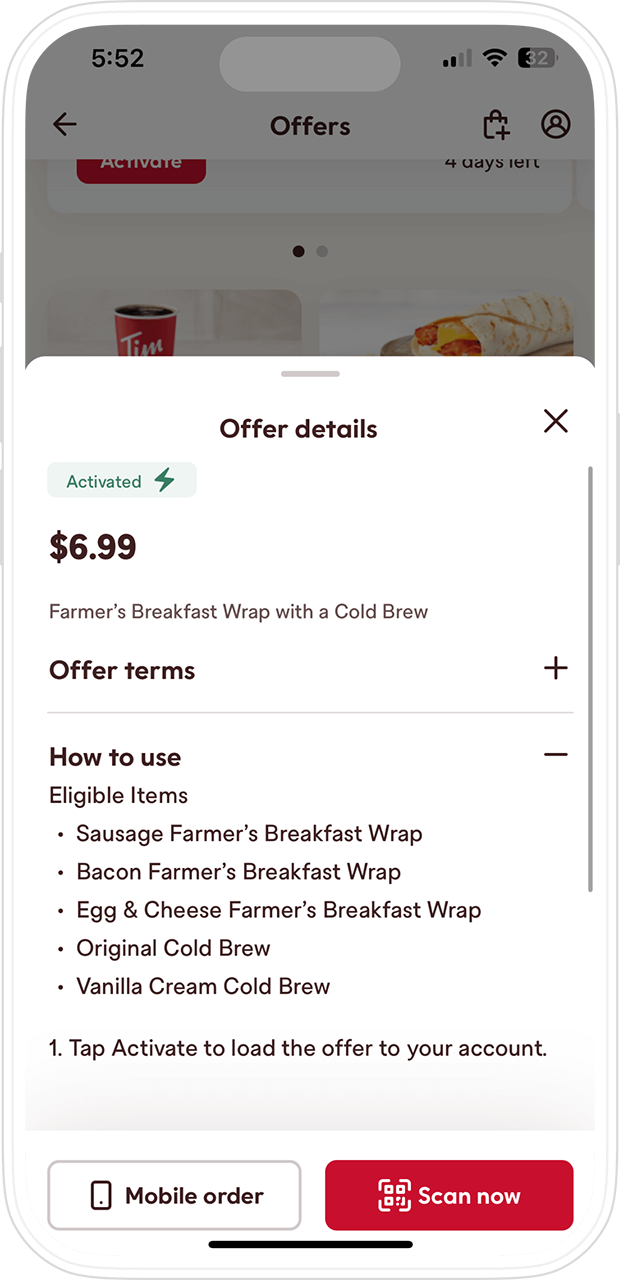 5:52
32
Offers
Activate
4 days left
Tim
Offer details
Activated
$6.99
Farmer’s Breakfast Wrap with a Cold Brew
Offer terms
How to use
Eligible Items
• Sausage Farmer’s Breakfast Wrap
• Bacon Farmer’s Breakfast Wrap
• Egg & Cheese Farmer’s Breakfast Wrap
• Original Cold Brew
• Vanilla Cream Cold Brew
1. Tap Activate to load the offer to your account.
Mobile order
Scan now